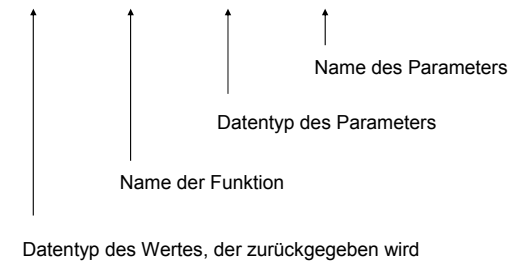 Name des Parameters
Datentyp des Parameters
Name der Funktion
Datentyp des Wertes, der zurückgegeben wird